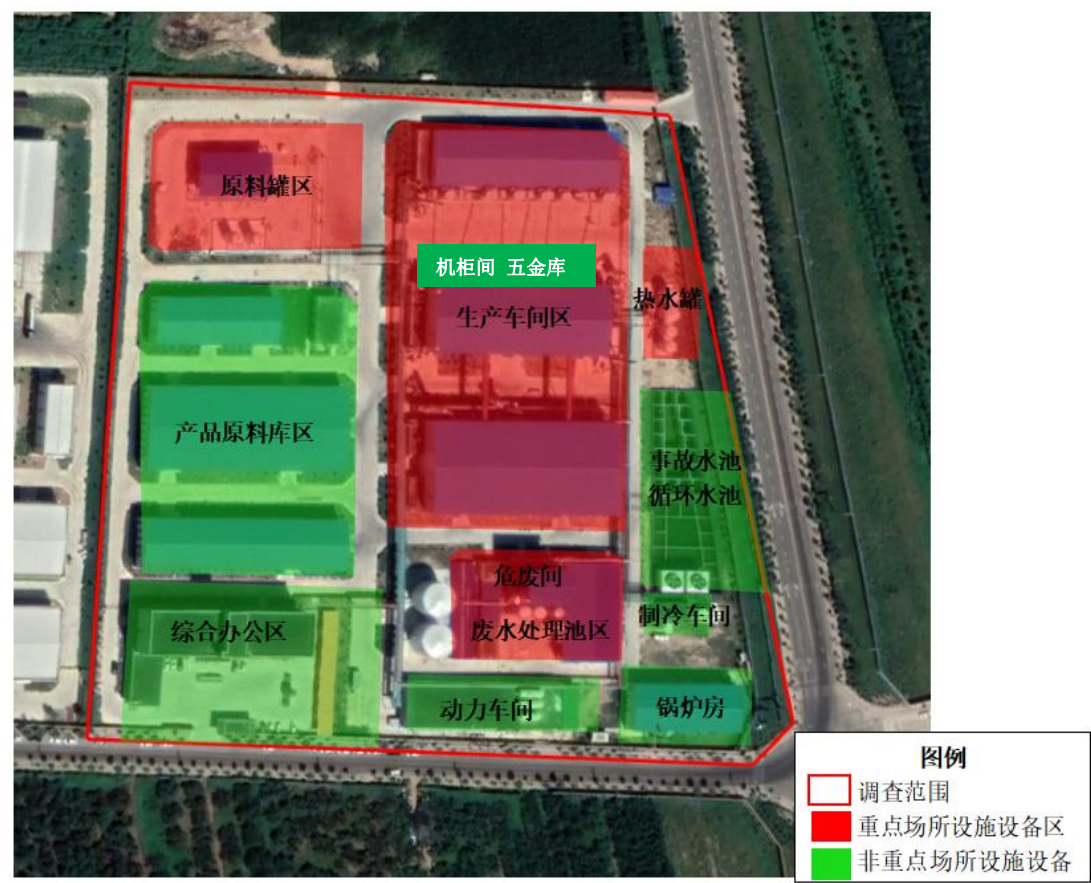 原料罐区
机柜间 五金库
热水罐
生产车间区
产品原料库区
事故水池
循环水池
危废间
制冷车间
综合办公区
废水处理池区
动力车间
锅炉房
图例
调查范围
重点场所设施设备区
非重点场所设施设备